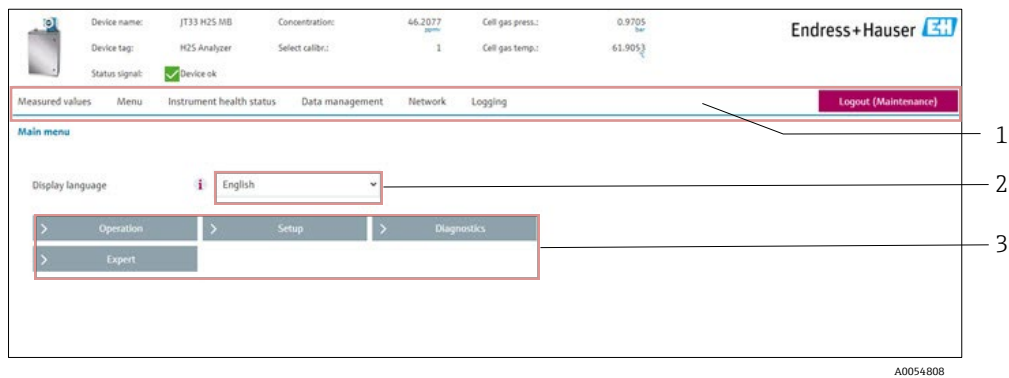 Device name: JT33 H2S MB Concentration: 46.2077 ppmv Cell gas press.: 0.9705 bar
Endress+Hauser EH
Device tag: H2S Analyzer Select calibr.: 1 Cell gas temp.: 61.9053 °C
Status signal: Device ok
Measured values Menu Instrument health status Data management Network Logging Logout (Maintenance)
1
Main menu
Display language i English 2
Operation Setup Diagnostics 3
Expert
A0054808